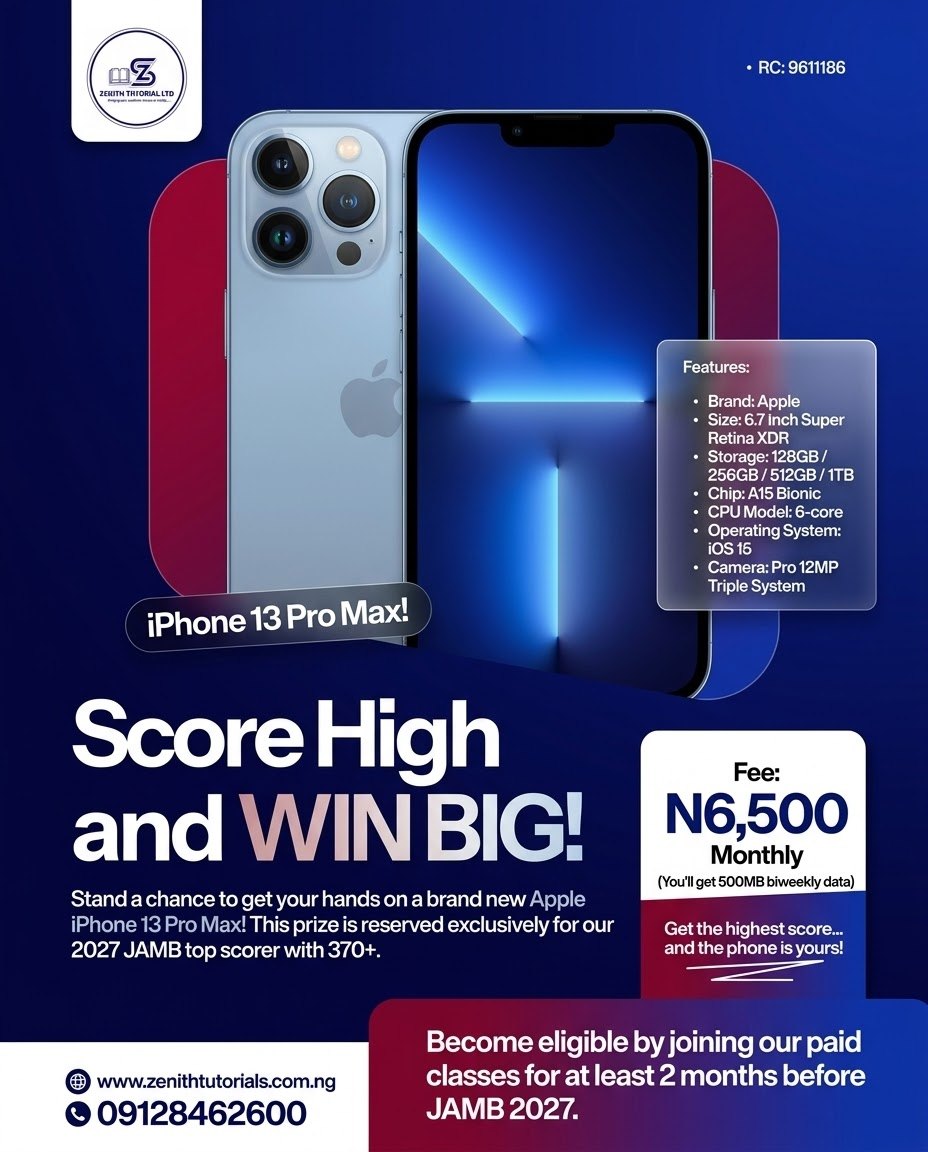 ZENITH TUTORIAL LTD
• RC: 9611186
Features:
• Brand: Apple
• Size: 6.7 Inch Super
Retina XDR
• Storage: 128GB /
256GB / 512GB / 1TB
• Chip: A15 Bionic
• CPU Model: 6-core
• Operating System:
iOS 15
• Camera: Pro 12MP
Triple System
iPhone 13 Pro Max!
Score High
and WIN BIG!
Stand a chance to get your hands on a brand new Apple
iPhone 13 Pro Max! This prize is reserved exclusively for our
2027 JAMB top scorer with 370+.
Fee:
N6,500
Monthly
(You'll get 500MB biweekly data)
Get the highest score...
and the phone is yours!
Become eligible by joining our paid
classes for at least 2 months before
JAMB 2027.
www.zenithtutorials.com.ng
09128462600